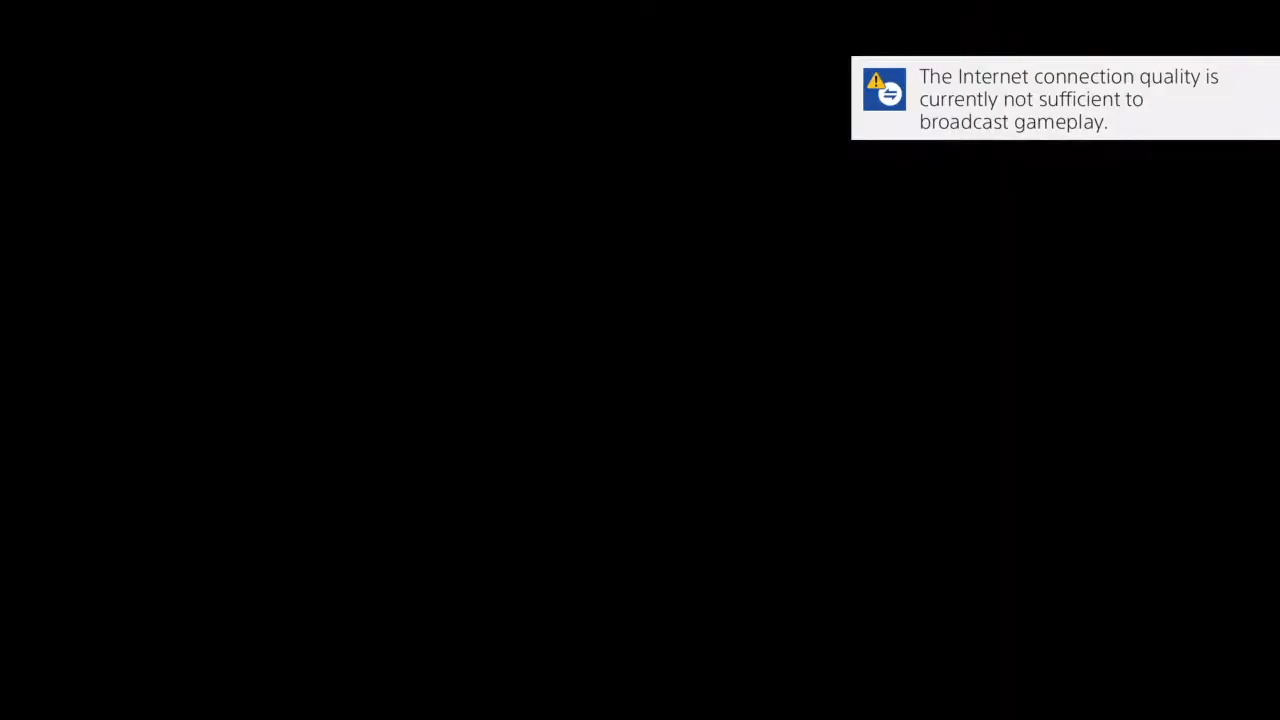 The Internet connection quality is
currently not sufficient to
broadcast gameplay.